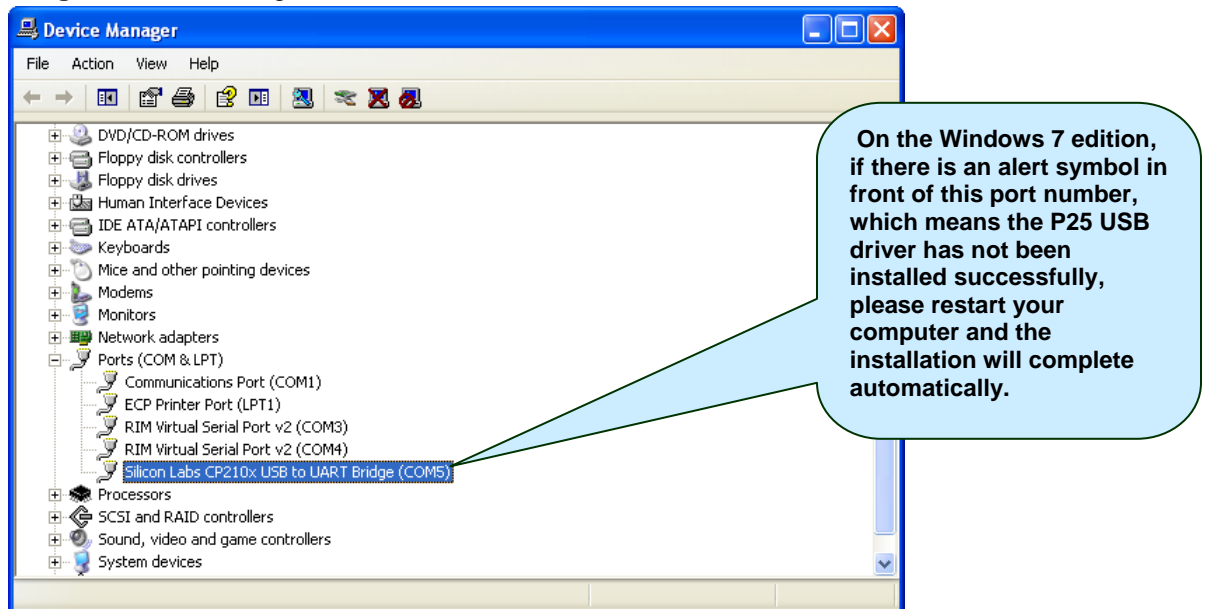 Device Manager
File Action View Help
DVD/CD-ROM drives
Floppy disk controllers
Floppy disk drives
Human Interface Devices
IDE ATA/ATAPI controllers
Keyboards
Mice and other pointing devices
Modems
Monitors
Network adapters
Ports (COM & LPT)
Communications Port (COM1)
ECP Printer Port (LPT1)
RIM Virtual Serial Port v2 (COM3)
RIM Virtual Serial Port v2 (COM4)
Silicon Labs CP210x USB to UART Bridge (COM5)
Processors
SCSI and RAID controllers
Sound, video and game controllers
System devices
On the Windows 7 edition,
if there is an alert symbol in
front of this port number,
which means the P25 USB
driver has not been
installed successfully,
please restart your
computer and the
installation will complete
automatically.